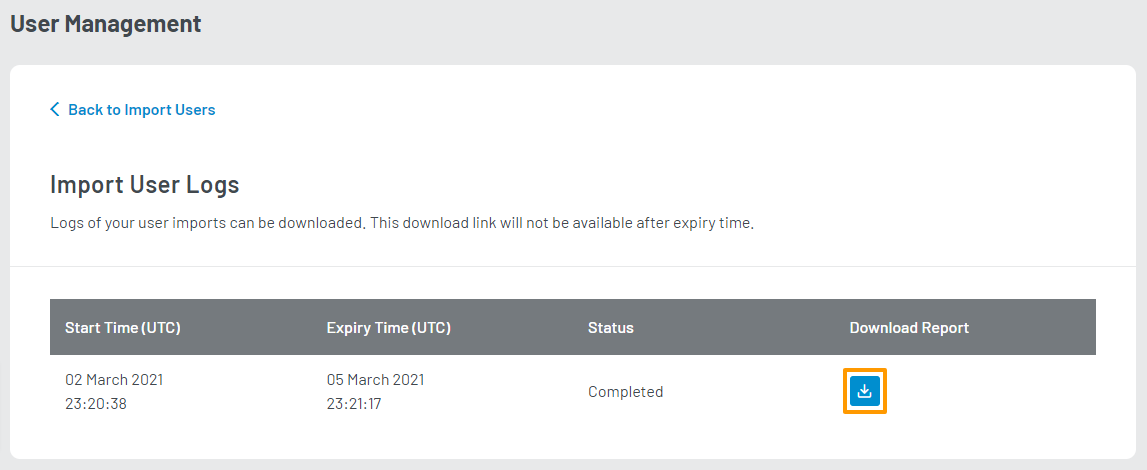 User Management
Back to Import Users
Import User Logs
Logs of your user imports can be downloaded. This download link will not be available after expiry time.
Start Time (UTC) Expiry Time (UTC) Status Download Report
02 March 2021 05 March 2021
Completed
23:20:38 23:21:17